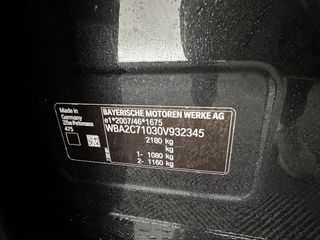 BAYERISCHE MOTOREN WERKE AG
e1*2007/46*1675
WBA2C71030V932345
2180 kg
kg
1- 1080 kg
2- 1160 kg
Made in
Germany
475